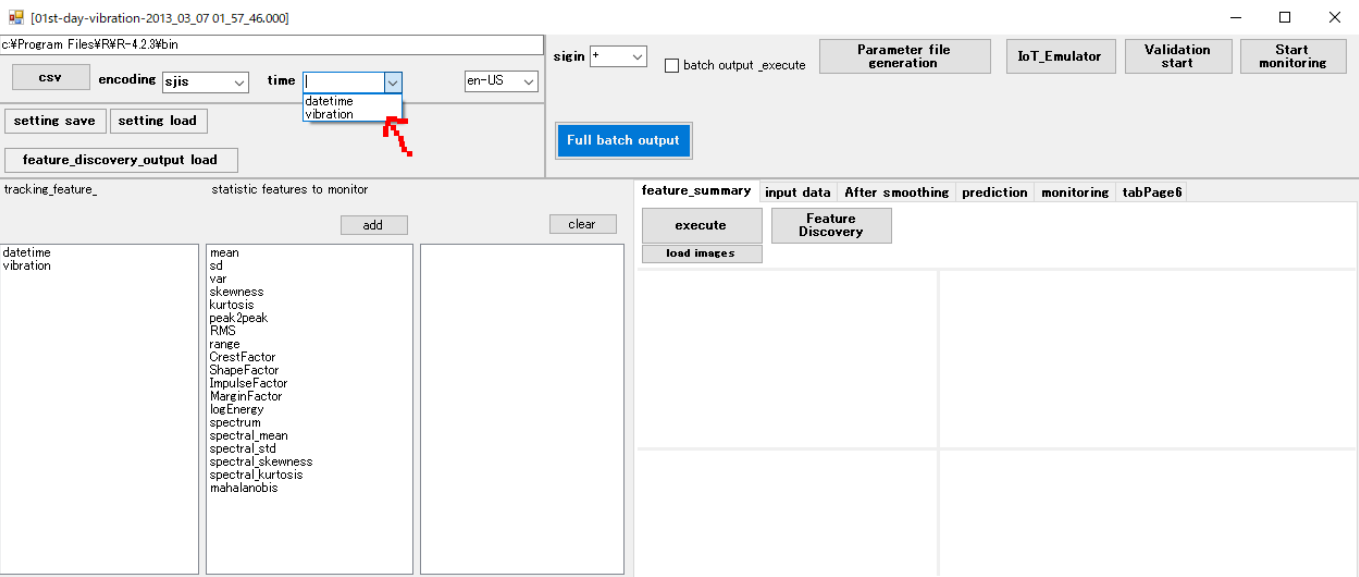 [01st-day-vibration-2013_03_07 01_57_46.000]
c:¥Program Files¥R¥R-4.2.3¥bin
csv
encoding
sjis
time
en-US
datetime
vibration
setting save
setting load
feature_discovery_output load
sigin
+
batch output _execute
Parameter file
generation
IoT_Emulator
Validation
start
Start
monitoring
Full batch output
tracking_feature_
statistic features to monitor
add
clear
datetime
vibration
mean
sd
var
skewness
kurtosis
peak2peak
RMS
range
CrestFactor
ShapeFactor
ImpulseFactor
MarginFactor
logEnergy
spectrum
spectral_mean
spectral_std
spectral_skewness
spectral_kurtosis
mahalanobis
feature_summary
input data
After smoothing
prediction
monitoring
tabPage6
execute
Feature
Discovery
load images